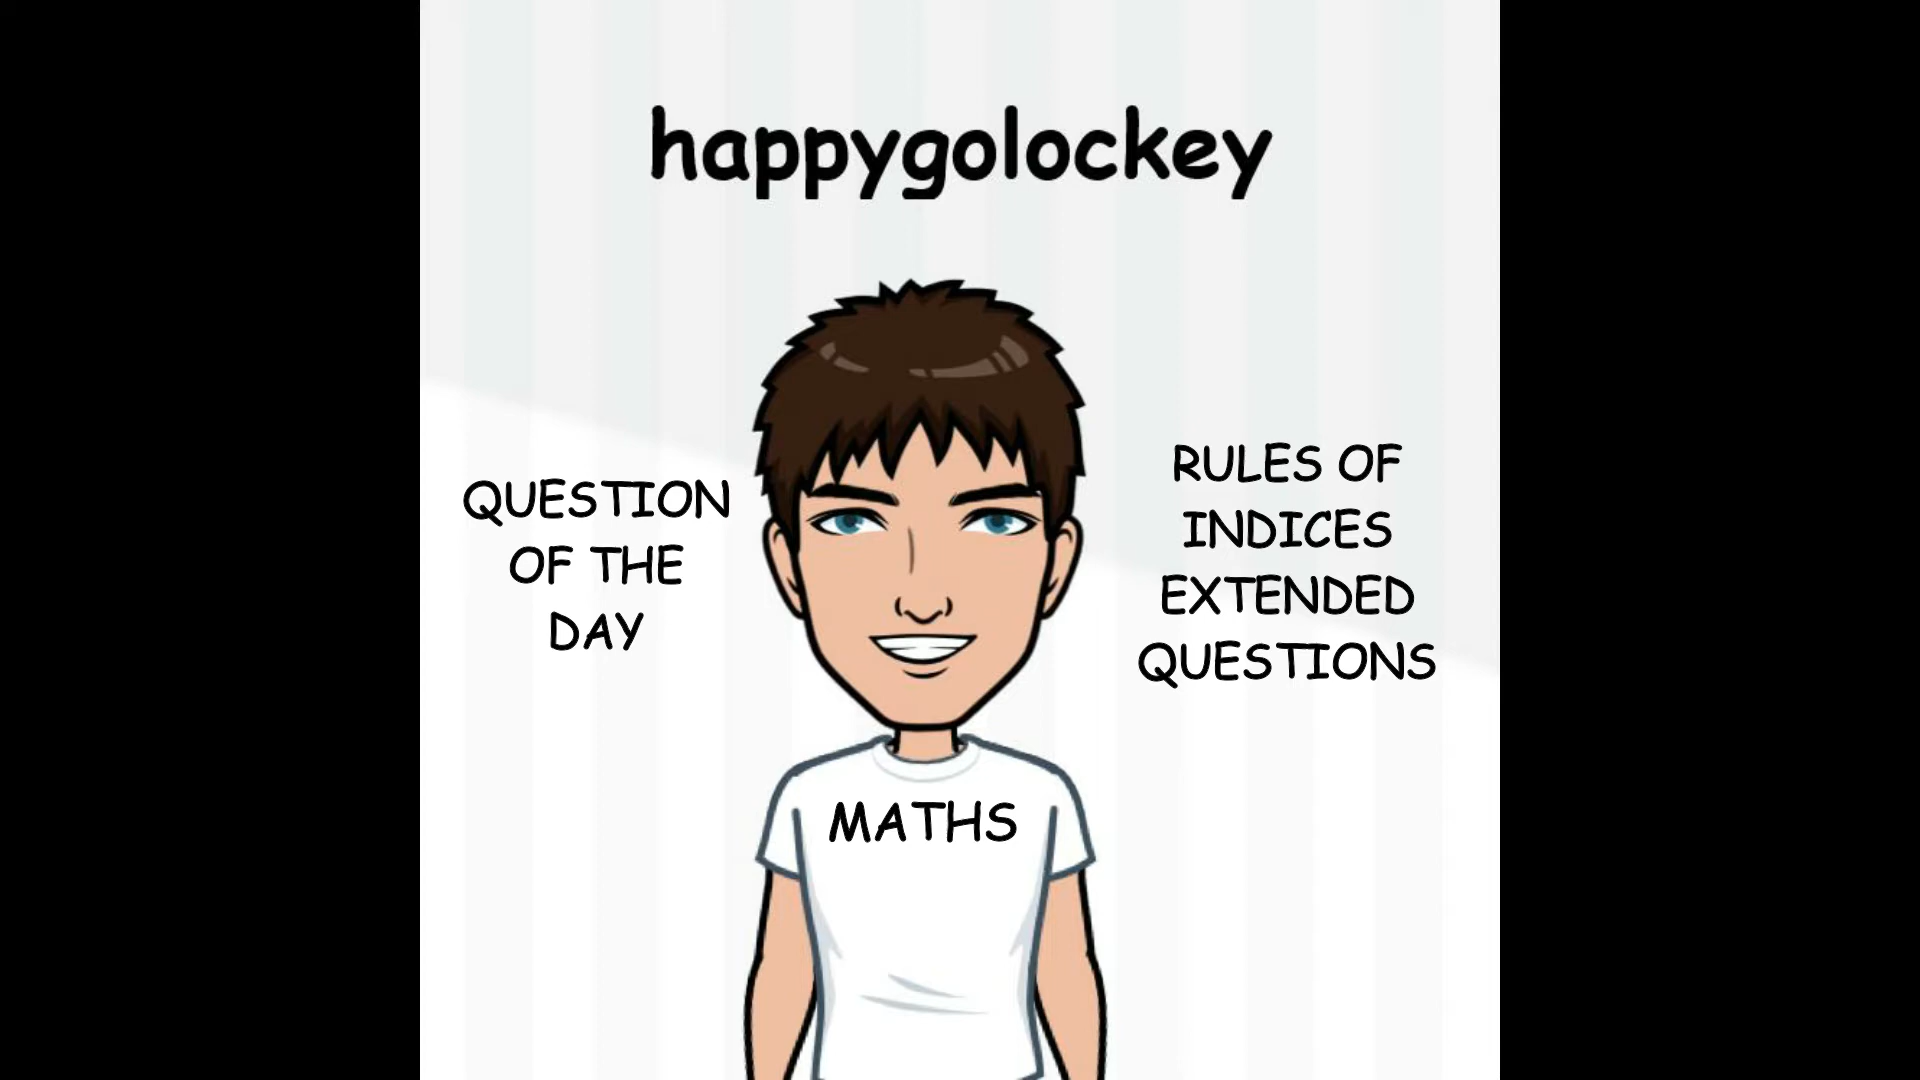 happygolockey
QUESTION
OF THE
DAY
RULES OF
INDICES
EXTENDED
QUESTIONS
MATHS